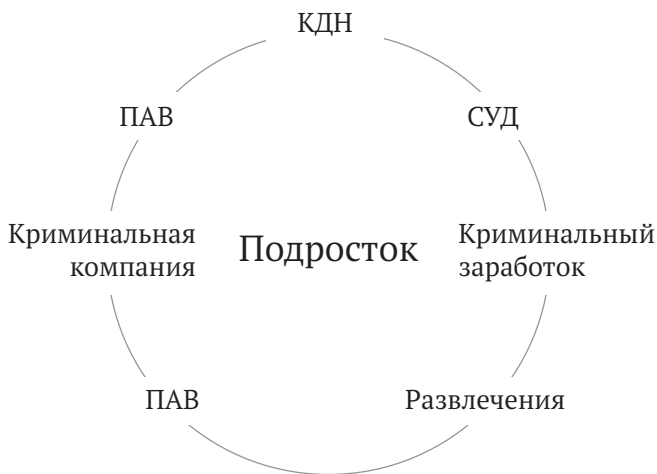 КДН
ПАВ
СУД
Криминальная
компания
Подросток
Криминальный
заработок
ПАВ
Развлечения